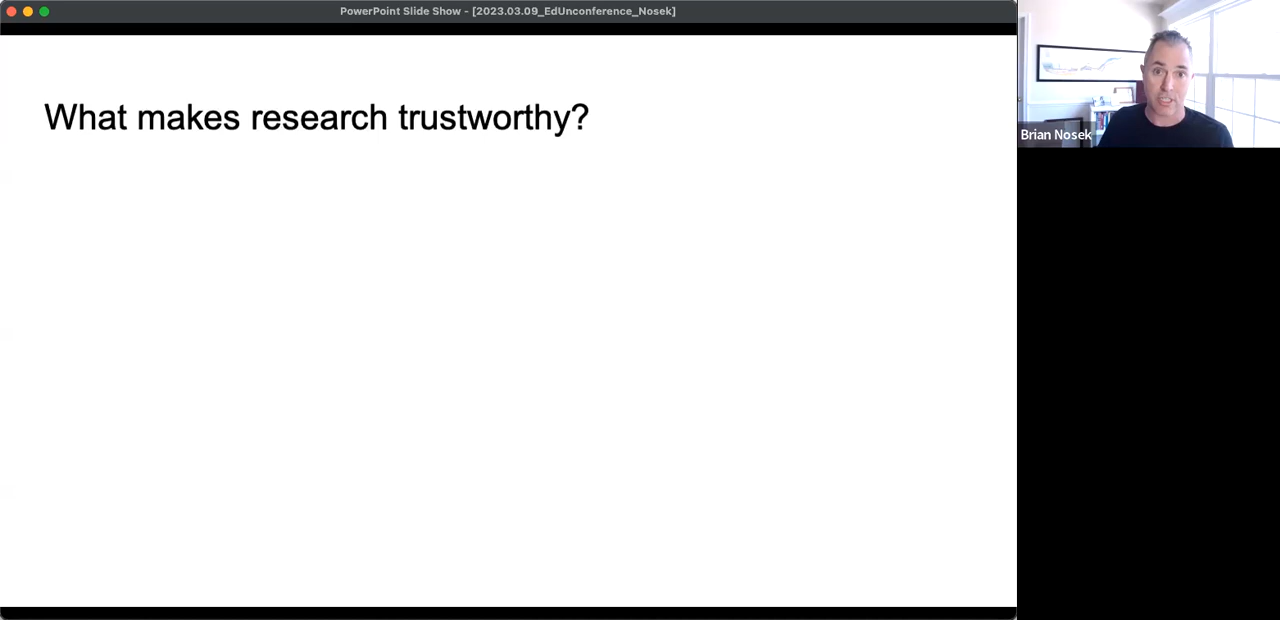 PowerPoint Slide Show - [2023.03.09_EdUnconference_Nosek]
What makes research trustworthy?
Brian Nosek